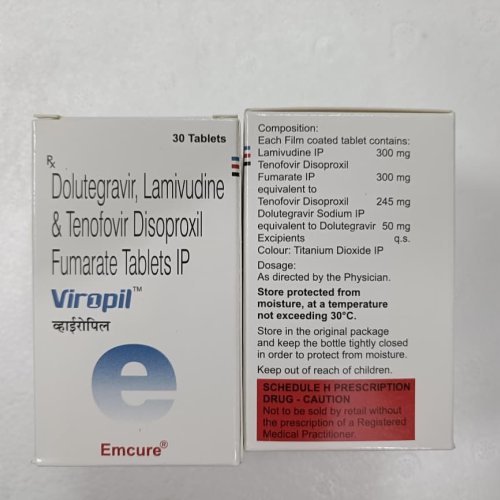 30 Tablets
Rx
Dolutegravir, Lamivudine
& Tenofovir Disoproxil
Fumarate Tablets IP
Viropil™
व्हाईरोपिल
e
Emcure®
Composition:
Each Film coated tablet contains:
Lamivudine IP 300 mg
Tenofovir Disoproxil
Fumarate IP 300 mg
equivalent to
Tenofovir Disoproxil 245 mg
Dolutegravir Sodium IP
equivalent to Dolutegravir 50 mg
Excipients q.s.
Colour: Titanium Dioxide IP
Dosage:
As directed by the Physician.
Store protected from
moisture, at a temperature
not exceeding 30°C.
Store in the original package
and keep the bottle tightly closed
in order to protect from moisture.
Keep out of reach of children.
SCHEDULE H PRESCRIPTION
DRUG - CAUTION
Not to be sold by retail without
the prescription of a Registered
Medical Practitioner.